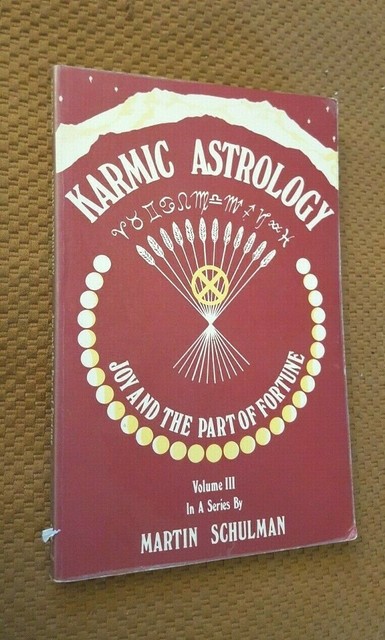 KARMIC ASTROLOGY
♈♉♊♋♌♍♎♏♐♑♒♓
JOY AND THE PART OF FORTUNE
Volume III
In A Series By
MARTIN SCHULMAN